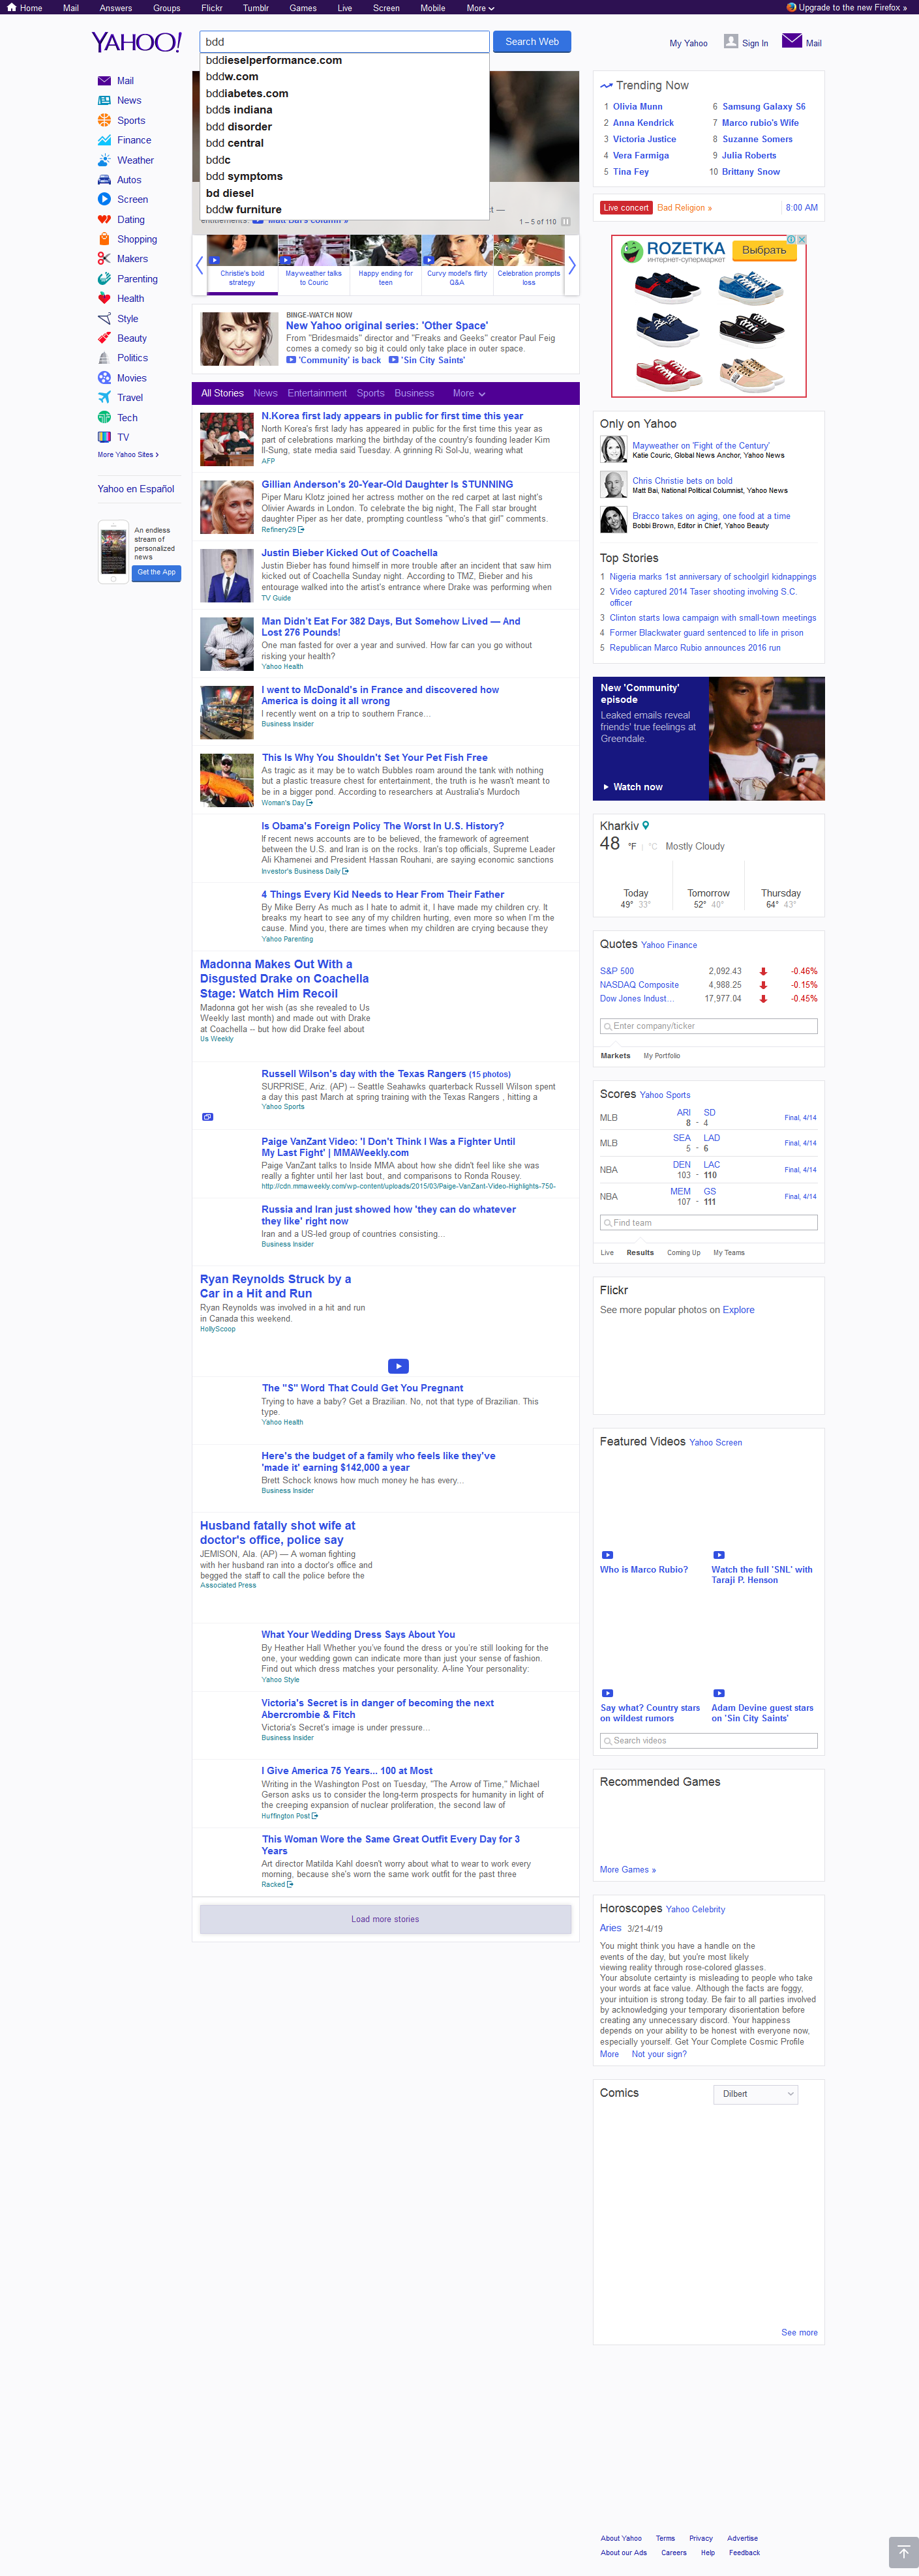 Home Mail Answers Groups Flickr Tumblr Games Live Screen Mobile More Upgrade to the new Firefox »
YAHOO!
bdd
Search Web
My Yahoo Sign In Mail
bddieselperformance.com
bddw.com
bddiabetes.com
bdds indiana
bdd disorder
bdd central
bddc
bdd symptoms
bd diesel
bddw furniture
Mail
News
Sports
Finance
Weather
Autos
Screen
Dating
Shopping
Makers
Parenting
Health
Style
Beauty
Politics
Movies
Travel
Tech
TV
More Yahoo Sites ›
Yahoo en Español
An endless
stream of
personalized
news
Get the App
ct —
entitlements. Matt Bai's column »
1 – 5 of 110
Christie's bold
strategy
Mayweather talks
to Couric
Happy ending for
teen
Curvy model's flirty
Q&A
Celebration prompts
loss
BINGE-WATCH NOW
New Yahoo original series: 'Other Space'
From "Bridesmaids" director and "Freaks and Geeks" creator Paul Feig
comes a comedy so big it could only take place in outer space.
'Community' is back 'Sin City Saints'
All Stories News Entertainment Sports Business More
N.Korea first lady appears in public for first time this year
North Korea's first lady has appeared in public for the first time this year as
part of celebrations marking the birthday of the country's founding leader Kim
Il-Sung, state media said Tuesday. A grinning Ri Sol-Ju, wearing what
AFP
Gillian Anderson's 20-Year-Old Daughter Is STUNNING
Piper Maru Klotz joined her actress mother on the red carpet at last night's
Olivier Awards in London. To celebrate the big night, The Fall star brought
daughter Piper as her date, prompting countless "who's that girl" comments.
Refinery29
Justin Bieber Kicked Out of Coachella
Justin Bieber has found himself in more trouble after an incident that saw him
kicked out of Coachella Sunday night. According to TMZ, Bieber and his
entourage walked into the artist's entrance where Drake was performing when
TV Guide
Man Didn't Eat For 382 Days, But Somehow Lived — And
Lost 276 Pounds!
One man fasted for over a year and survived. How far can you go without
risking your health?
Yahoo Health
I went to McDonald's in France and discovered how
America is doing it all wrong
I recently went on a trip to southern France...
Business Insider
This Is Why You Shouldn't Set Your Pet Fish Free
As tragic as it may be to watch Bubbles roam around the tank with nothing
but a plastic treasure chest for entertainment, the truth is he wasn't meant to
be in a bigger pond. According to researchers at Australia's Murdoch
Woman's Day
Is Obama's Foreign Policy The Worst In U.S. History?
If recent news accounts are to be believed, the framework of agreement
between the U.S. and Iran is on the rocks. Iran's top officials, Supreme Leader
Ali Khamenei and President Hassan Rouhani, are saying economic sanctions
Investor's Business Daily
4 Things Every Kid Needs to Hear From Their Father
By Mike Berry As much as I hate to admit it, I have made my children cry. It
breaks my heart to see any of my children hurting, even more so when I'm the
cause. Mind you, there are times when my children are crying because they
Yahoo Parenting
Madonna Makes Out With a
Disgusted Drake on Coachella
Stage: Watch Him Recoil
Madonna got her wish (as she revealed to Us
Weekly last month) and made out with Drake
at Coachella -- but how did Drake feel about
Us Weekly
Russell Wilson's day with the Texas Rangers (15 photos)
SURPRISE, Ariz. (AP) -- Seattle Seahawks quarterback Russell Wilson spent
a day this past March at spring training with the Texas Rangers , hitting a
Yahoo Sports
Paige VanZant Video: 'I Don't Think I Was a Fighter Until
My Last Fight' | MMAWeekly.com
Paige VanZant talks to Inside MMA about how she didn't feel like she was
really a fighter until her last bout, and comparisons to Ronda Rousey.
http://cdn.mmaweekly.com/wp-content/uploads/2015/03/Paige-VanZant-Video-Highlights-750-
Russia and Iran just showed how 'they can do whatever
they like' right now
Iran and a US-led group of countries consisting...
Business Insider
Ryan Reynolds Struck by a
Car in a Hit and Run
Ryan Reynolds was involved in a hit and run
in Canada this weekend.
HollyScoop
The "S" Word That Could Get You Pregnant
Trying to have a baby? Get a Brazilian. No, not that type of Brazilian. This
type.
Yahoo Health
Here's the budget of a family who feels like they've
'made it' earning $142,000 a year
Brett Schock knows how much money he has every...
Business Insider
Husband fatally shot wife at
doctor's office, police say
JEMISON, Ala. (AP) — A woman fighting
with her husband ran into a doctor's office and
begged the staff to call the police before the
Associated Press
What Your Wedding Dress Says About You
By Heather Hall Whether you've found the dress or you're still looking for the
one, your wedding gown can indicate more than just your sense of fashion.
Find out which dress matches your personality. A-line Your personality:
Yahoo Style
Victoria's Secret is in danger of becoming the next
Abercrombie & Fitch
Victoria's Secret's image is under pressure...
Business Insider
I Give America 75 Years... 100 at Most
Writing in the Washington Post on Tuesday, "The Arrow of Time," Michael
Gerson asks us to consider the long-term prospects for humanity in light of
the creeping expansion of nuclear proliferation, the second law of
Huffington Post
This Woman Wore the Same Great Outfit Every Day for 3
Years
Art director Matilda Kahl doesn't worry about what to wear to work every
morning, because she's worn the same work outfit for the past three
Racked
Load more stories
Trending Now
1 Olivia Munn
2 Anna Kendrick
3 Victoria Justice
4 Vera Farmiga
5 Tina Fey
6 Samsung Galaxy S6
7 Marco rubio's Wife
8 Suzanne Somers
9 Julia Roberts
10 Brittany Snow
Live concert Bad Religion » 8:00 AM
ROZETKA
интернет-супермаркет
Выбрать
Only on Yahoo
Mayweather on 'Fight of the Century'
Katie Couric, Global News Anchor, Yahoo News
Chris Christie bets on bold
Matt Bai, National Political Columnist, Yahoo News
Bracco takes on aging, one food at a time
Bobbi Brown, Editor in Chief, Yahoo Beauty
Top Stories
1 Nigeria marks 1st anniversary of schoolgirl kidnappings
2 Video captured 2014 Taser shooting involving S.C.
officer
3 Clinton starts Iowa campaign with small-town meetings
4 Former Blackwater guard sentenced to life in prison
5 Republican Marco Rubio announces 2016 run
New 'Community'
episode
Leaked emails reveal
friends' true feelings at
Greendale.
Watch now
Kharkiv
48 °F | °C Mostly Cloudy
Today Tomorrow Thursday
49° 33° 52° 40° 64° 43°
Quotes Yahoo Finance
S&P 500 2,092.43 -0.46%
NASDAQ Composite 4,988.25 -0.15%
Dow Jones Indust... 17,977.04 -0.45%
Enter company/ticker
Markets My Portfolio
Scores Yahoo Sports
MLB ARI 8 - SD 4 Final, 4/14
MLB SEA 5 - LAD 6 Final, 4/14
NBA DEN 103 - LAC 110 Final, 4/14
NBA MEM 107 - GS 111 Final, 4/14
Find team
Live Results Coming Up My Teams
Flickr
See more popular photos on Explore
Featured Videos Yahoo Screen
Who is Marco Rubio?
Watch the full 'SNL' with
Taraji P. Henson
Say what? Country stars
on wildest rumors
Adam Devine guest stars
on 'Sin City Saints'
Search videos
Recommended Games
More Games »
Horoscopes Yahoo Celebrity
Aries 3/21-4/19
You might think you have a handle on the
events of the day, but you're most likely
viewing reality through rose-colored glasses.
Your absolute certainty is misleading to people who take
your words at face value. Although the facts are foggy,
your intuition is strong today. Be fair to all parties involved
by acknowledging your temporary disorientation before
creating any unnecessary discord. Your happiness
depends on your ability to be honest with everyone now,
especially yourself. Get Your Complete Cosmic Profile
More Not your sign?
Comics Dilbert
See more
About Yahoo Terms Privacy Advertise
About our Ads Careers Help Feedback